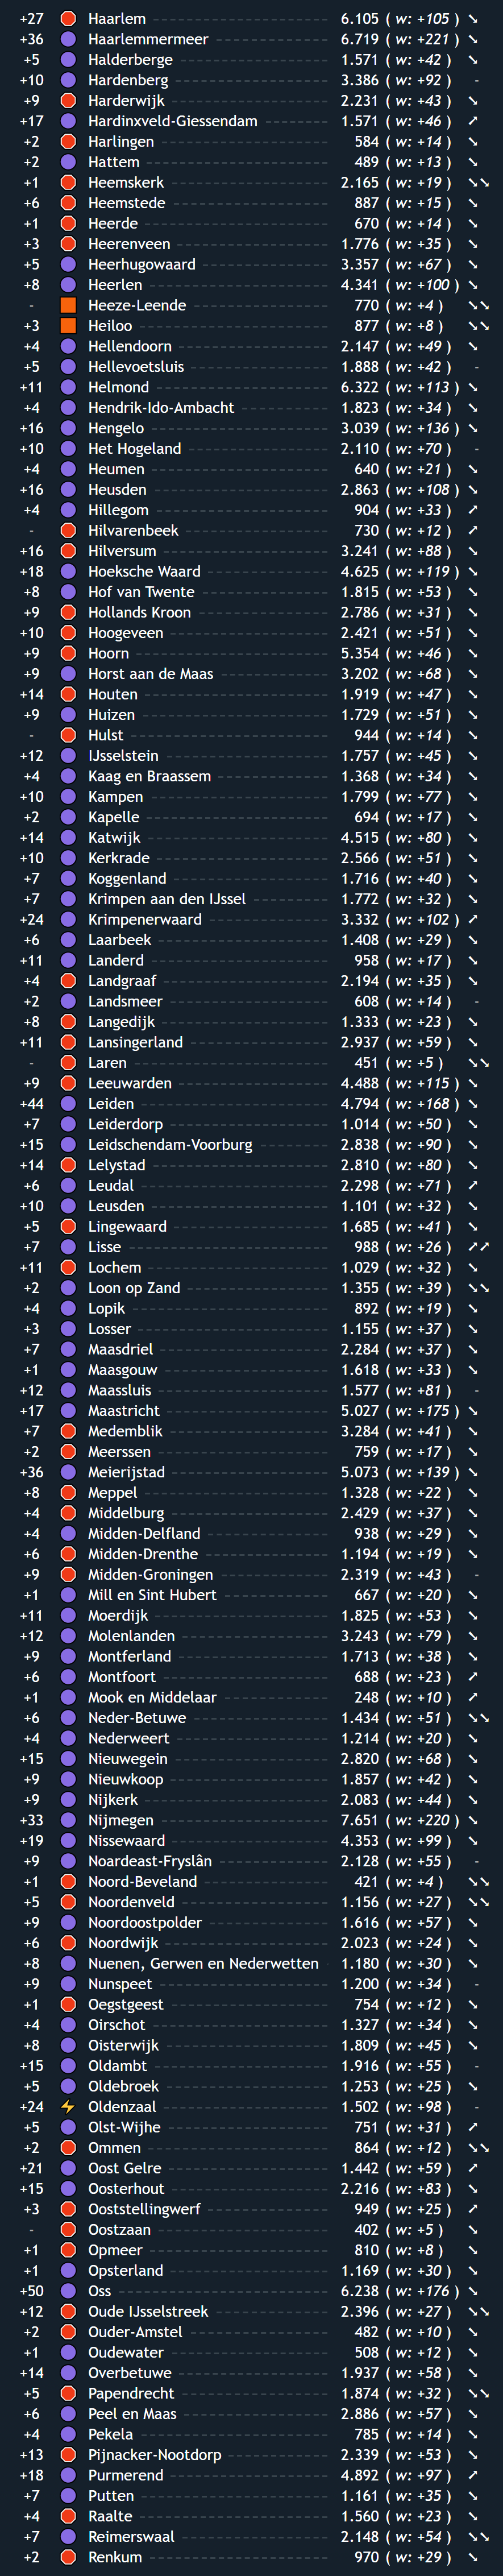 +27 Haarlem 6.105 ( w: +105 ) ↘
+36 Haarlemmermeer 6.719 ( w: +221 ) ↘
+5 Halderberge 1.571 ( w: +42 ) ↘
+10 Hardenberg 3.386 ( w: +92 ) -
+9 Harderwijk 2.231 ( w: +43 ) ↘
+17 Hardinxveld-Giessendam 1.571 ( w: +46 ) ↗
+2 Harlingen 584 ( w: +14 ) ↘
+2 Hattem 489 ( w: +13 ) ↘
+1 Heemskerk 2.165 ( w: +19 ) ↘↘
+6 Heemstede 887 ( w: +15 ) ↘
+1 Heerde 670 ( w: +14 ) ↘
+3 Heerenveen 1.776 ( w: +35 ) ↘
+5 Heerhugowaard 3.357 ( w: +67 ) ↘
+8 Heerlen 4.341 ( w: +100 ) ↘
- Heeze-Leende 770 ( w: +4 ) ↘↘
+3 Heiloo 877 ( w: +8 ) ↘↘
+4 Hellendoorn 2.147 ( w: +49 ) ↘
+5 Hellevoetsluis 1.888 ( w: +42 ) -
+11 Helmond 6.322 ( w: +113 ) ↘
+4 Hendrik-Ido-Ambacht 1.823 ( w: +34 ) ↘
+16 Hengelo 3.039 ( w: +136 ) ↘
+10 Het Hogeland 2.110 ( w: +70 ) -
+4 Heumen 640 ( w: +21 ) ↘
+16 Heusden 2.863 ( w: +108 ) ↘
+4 Hillegom 904 ( w: +33 ) ↗
- Hilvarenbeek 730 ( w: +12 ) ↗
+16 Hilversum 3.241 ( w: +88 ) ↘
+18 Hoeksche Waard 4.625 ( w: +119 ) ↘
+8 Hof van Twente 1.815 ( w: +53 ) ↘
+9 Hollands Kroon 2.786 ( w: +31 ) ↘
+10 Hoogeveen 2.421 ( w: +51 ) ↘
+9 Hoorn 5.354 ( w: +46 ) ↘
+9 Horst aan de Maas 3.202 ( w: +68 ) ↘
+14 Houten 1.919 ( w: +47 ) ↘
+9 Huizen 1.729 ( w: +51 ) ↘
- Hulst 944 ( w: +14 ) ↘
+12 IJsselstein 1.757 ( w: +45 ) ↘
+4 Kaag en Braassem 1.368 ( w: +34 ) ↘
+10 Kampen 1.799 ( w: +77 ) ↘
+2 Kapelle 694 ( w: +17 ) ↘
+14 Katwijk 4.515 ( w: +80 ) ↘
+10 Kerkrade 2.566 ( w: +51 ) ↘
+7 Koggenland 1.716 ( w: +40 ) ↘
+7 Krimpen aan den IJssel 1.772 ( w: +32 ) ↘
+24 Krimpenerwaard 3.332 ( w: +102 ) ↗
+6 Laarbeek 1.408 ( w: +29 ) ↘
+11 Landerd 958 ( w: +17 ) ↘
+4 Landgraaf 2.194 ( w: +35 ) ↘
+2 Landsmeer 608 ( w: +14 ) -
+8 Langedijk 1.333 ( w: +23 ) ↘
+11 Lansingerland 2.937 ( w: +59 ) ↘
- Laren 451 ( w: +5 ) ↘↘
+9 Leeuwarden 4.488 ( w: +115 ) ↘
+44 Leiden 4.794 ( w: +168 ) ↘
+7 Leiderdorp 1.014 ( w: +50 ) ↘
+15 Leidschendam-Voorburg 2.838 ( w: +90 ) ↘
+14 Lelystad 2.810 ( w: +80 ) ↘
+6 Leudal 2.298 ( w: +71 ) ↗
+10 Leusden 1.101 ( w: +32 ) ↘
+5 Lingewaard 1.685 ( w: +41 ) ↘
+7 Lisse 988 ( w: +26 ) ↗↗
+11 Lochem 1.029 ( w: +32 ) ↘
+2 Loon op Zand 1.355 ( w: +39 ) ↘↘
+4 Lopik 892 ( w: +19 ) ↘
+3 Losser 1.155 ( w: +37 ) ↘
+7 Maasdriel 2.284 ( w: +37 ) ↘
+1 Maasgouw 1.618 ( w: +33 ) ↘
+12 Maassluis 1.577 ( w: +81 ) -
+17 Maastricht 5.027 ( w: +175 ) ↘
+7 Medemblik 3.284 ( w: +41 ) ↘
+2 Meerssen 759 ( w: +17 ) ↘
+36 Meierijstad 5.073 ( w: +139 ) ↘
+8 Meppel 1.328 ( w: +22 ) ↘
+4 Middelburg 2.429 ( w: +37 ) ↘
+4 Midden-Delfland 938 ( w: +29 ) ↘
+6 Midden-Drenthe 1.194 ( w: +19 ) ↘
+9 Midden-Groningen 2.319 ( w: +43 ) -
+1 Mill en Sint Hubert 667 ( w: +20 ) ↘
+11 Moerdijk 1.825 ( w: +53 ) ↘
+12 Molenlanden 3.243 ( w: +79 ) ↘
+9 Montferland 1.713 ( w: +38 ) ↘
+6 Montfoort 688 ( w: +23 ) ↗
+1 Mook en Middelaar 248 ( w: +10 ) ↗
+6 Neder-Betuwe 1.434 ( w: +51 ) ↘↘
+4 Nederweert 1.214 ( w: +20 ) ↘
+15 Nieuwegein 2.820 ( w: +68 ) ↘
+9 Nieuwkoop 1.857 ( w: +42 ) ↘
+9 Nijkerk 2.083 ( w: +44 ) ↘
+33 Nijmegen 7.651 ( w: +220 ) ↘
+19 Nissewaard 4.353 ( w: +99 ) ↘
+9 Noardeast-Fryslân 2.128 ( w: +55 ) -
+1 Noord-Beveland 421 ( w: +4 ) ↘↘
+5 Noordenveld 1.156 ( w: +27 ) ↘↘
+9 Noordoostpolder 1.616 ( w: +57 ) ↘
+6 Noordwijk 2.023 ( w: +24 ) ↘
+8 Nuenen, Gerwen en Nederwetten 1.180 ( w: +30 ) ↘
+9 Nunspeet 1.200 ( w: +34 ) -
+1 Oegstgeest 754 ( w: +12 ) ↘
+4 Oirschot 1.327 ( w: +34 ) ↘
+8 Oisterwijk 1.809 ( w: +45 ) ↘
+15 Oldambt 1.916 ( w: +55 ) -
+5 Oldebroek 1.253 ( w: +25 ) ↘
+24 Oldenzaal 1.502 ( w: +98 ) -
+5 Olst-Wijhe 751 ( w: +31 ) ↗
+2 Ommen 864 ( w: +12 ) ↘↘
+21 Oost Gelre 1.442 ( w: +59 ) ↗
+15 Oosterhout 2.216 ( w: +83 ) ↘
+3 Ooststellingwerf 949 ( w: +25 ) ↗
- Oostzaan 402 ( w: +5 ) ↘
+1 Opmeer 810 ( w: +8 ) ↘
+1 Opsterland 1.169 ( w: +30 ) ↘
+50 Oss 6.238 ( w: +176 ) ↘
+12 Oude IJsselstreek 2.396 ( w: +27 ) ↘↘
+2 Ouder-Amstel 482 ( w: +10 ) ↘
+1 Oudewater 508 ( w: +12 ) ↘
+14 Overbetuwe 1.937 ( w: +58 ) ↘
+5 Papendrecht 1.874 ( w: +32 ) ↘↘
+6 Peel en Maas 2.886 ( w: +57 ) ↘
+4 Pekela 785 ( w: +14 ) ↘
+13 Pijnacker-Nootdorp 2.339 ( w: +53 ) ↘
+18 Purmerend 4.892 ( w: +97 ) ↗
+7 Putten 1.161 ( w: +35 ) ↘
+4 Raalte 1.560 ( w: +23 ) ↘
+7 Reimerswaal 2.148 ( w: +54 ) ↘↘
+2 Renkum 970 ( w: +29 ) ↘